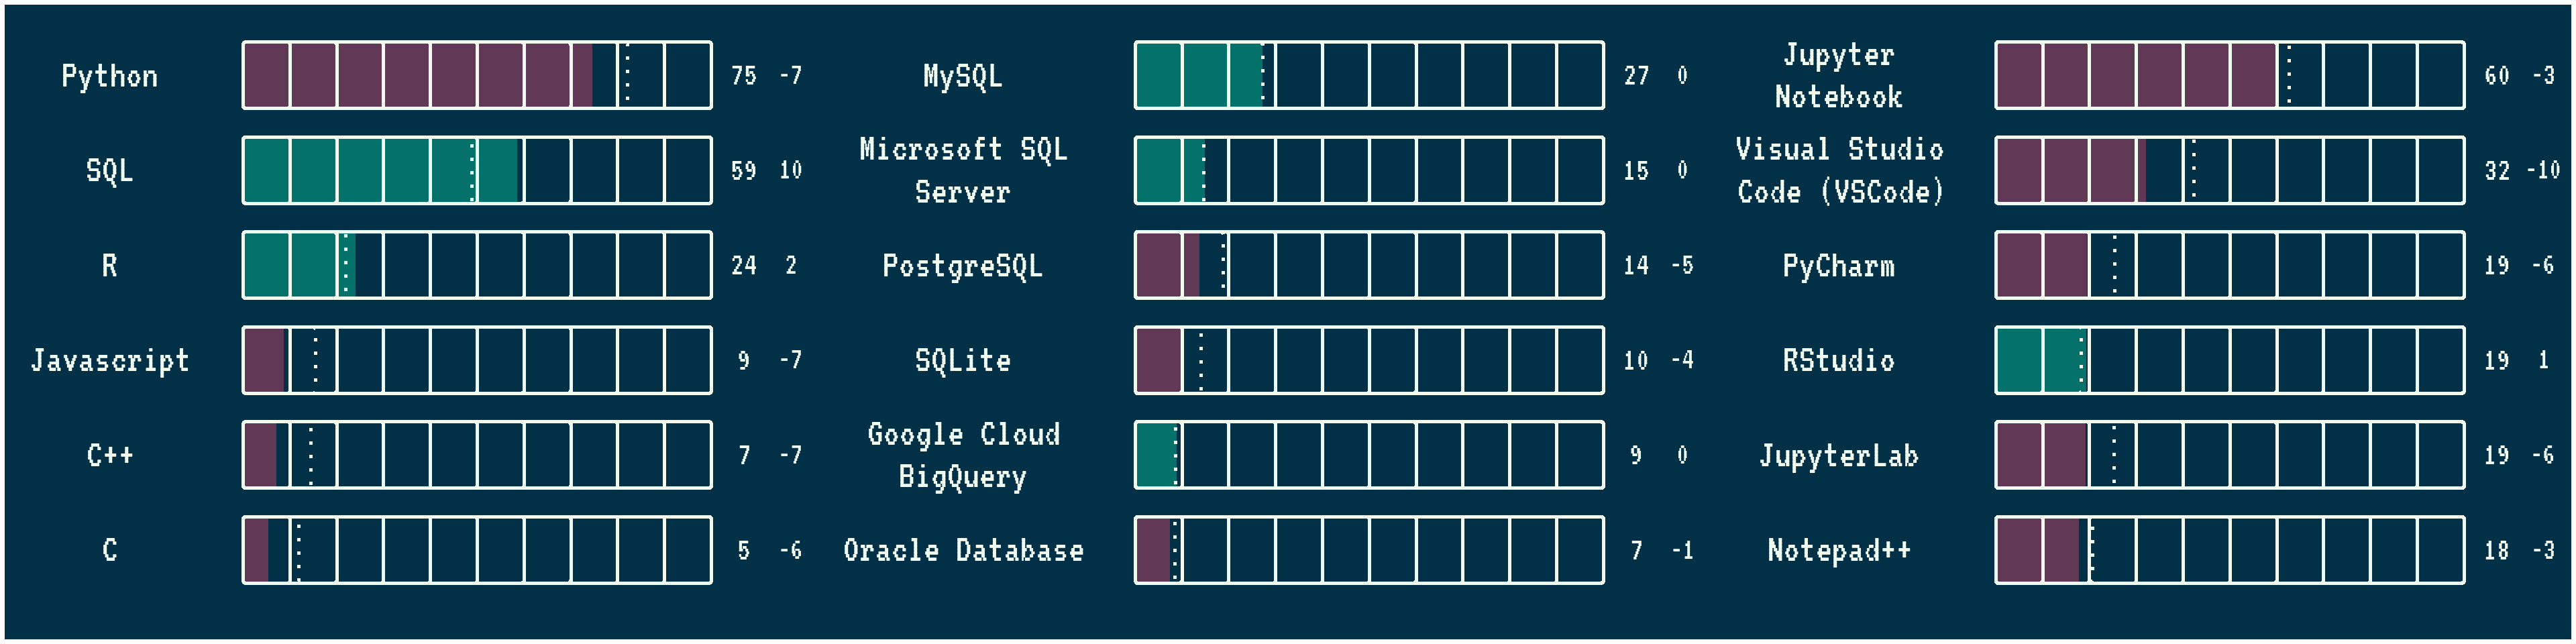 Python 75 -7
SQL 59 10
R 24 2
Javascript 9 -7
C++ 7 -7
C 5 -6
MySQL 27 0
Microsoft SQL
Server 15 0
PostgreSQL 14 -5
SQLite 10 -4
Google Cloud
BigQuery 9 0
Oracle Database 7 -1
Jupyter
Notebook 60 -3
Visual Studio
Code (VSCode) 32 -10
PyCharm 19 -6
RStudio 19 1
JupyterLab 19 -6
Notepad++ 18 -3